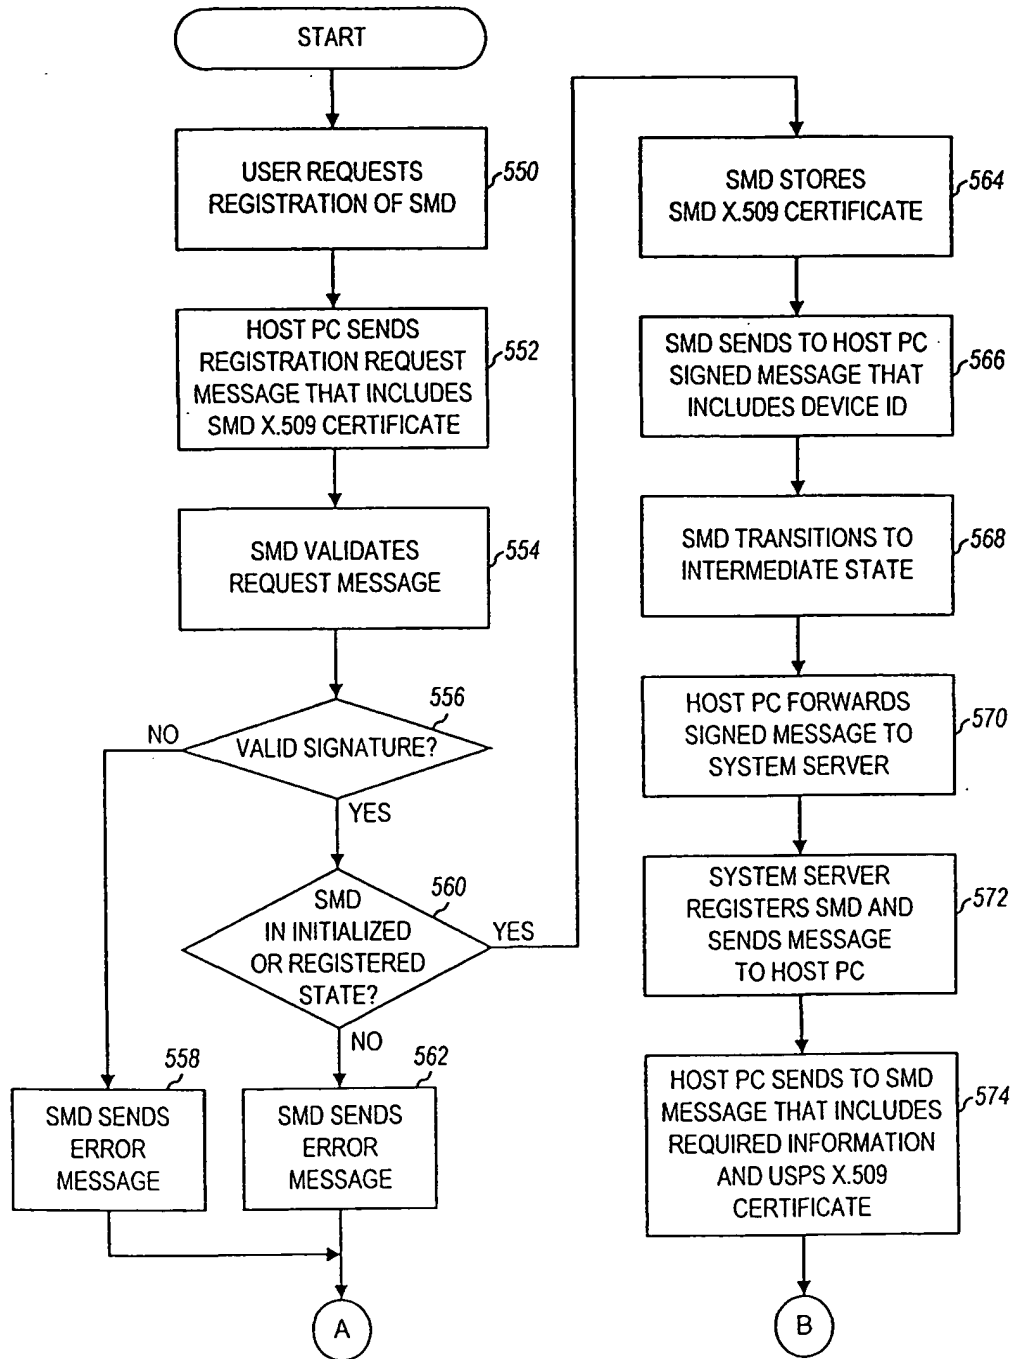 START
USER REQUESTS
REGISTRATION OF SMD
550
HOST PC SENDS
REGISTRATION REQUEST
MESSAGE THAT INCLUDES
SMD X.509 CERTIFICATE
552
SMD VALIDATES
REQUEST MESSAGE
554
556
NO
VALID SIGNATURE?
YES
560
SMD
IN INITIALIZED
OR REGISTERED
STATE?
YES
NO
558
SMD SENDS
ERROR
MESSAGE
562
SMD SENDS
ERROR
MESSAGE
A
SMD STORES
SMD X.509 CERTIFICATE
564
SMD SENDS TO HOST PC
SIGNED MESSAGE THAT
INCLUDES DEVICE ID
566
SMD TRANSITIONS TO
INTERMEDIATE STATE
568
HOST PC FORWARDS
SIGNED MESSAGE TO
SYSTEM SERVER
570
SYSTEM SERVER
REGISTERS SMD AND
SENDS MESSAGE
TO HOST PC
572
HOST PC SENDS TO SMD
MESSAGE THAT INCLUDES
REQUIRED INFORMATION
AND USPS X.509
CERTIFICATE
574
B